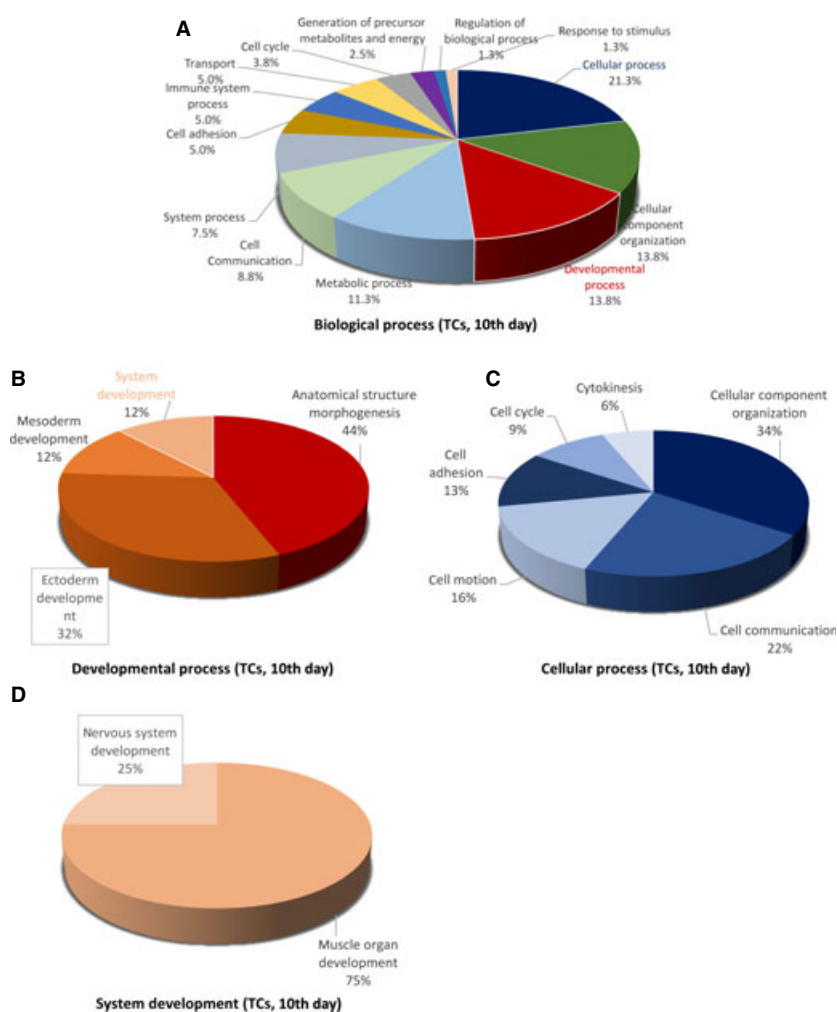 A
Generation of precursor
metabolites and energy
2.5%
Regulation of
biological process
1.3%
Response to stimulus
1.3%
Cell cycle
3.8%
Transport
5.0%
Immune system
process
5.0%
Cell adhesion
5.0%
Cellular process
21.3%
System process
7.5%
Cell
Communication
8.8%
Metabolic process
11.3%
Cellular
component
organization
13.8%
Developmental
process
13.8%
Biological process (TCs, 10th day)
B
System
development
12%
Mesoderm
development
12%
Anatomical structure
morphogenesis
44%
Ectoderm
developme
nt
32%
Developmental process (TCs, 10th day)
C
Cytokinesis
6%
Cell cycle
9%
Cell
adhesion
13%
Cellular component
organization
34%
Cell motion
16%
Cell communication
22%
Cellular process (TCs, 10th day)
D
Nervous system
development
25%
Muscle organ
development
75%
System development (TCs, 10th day)